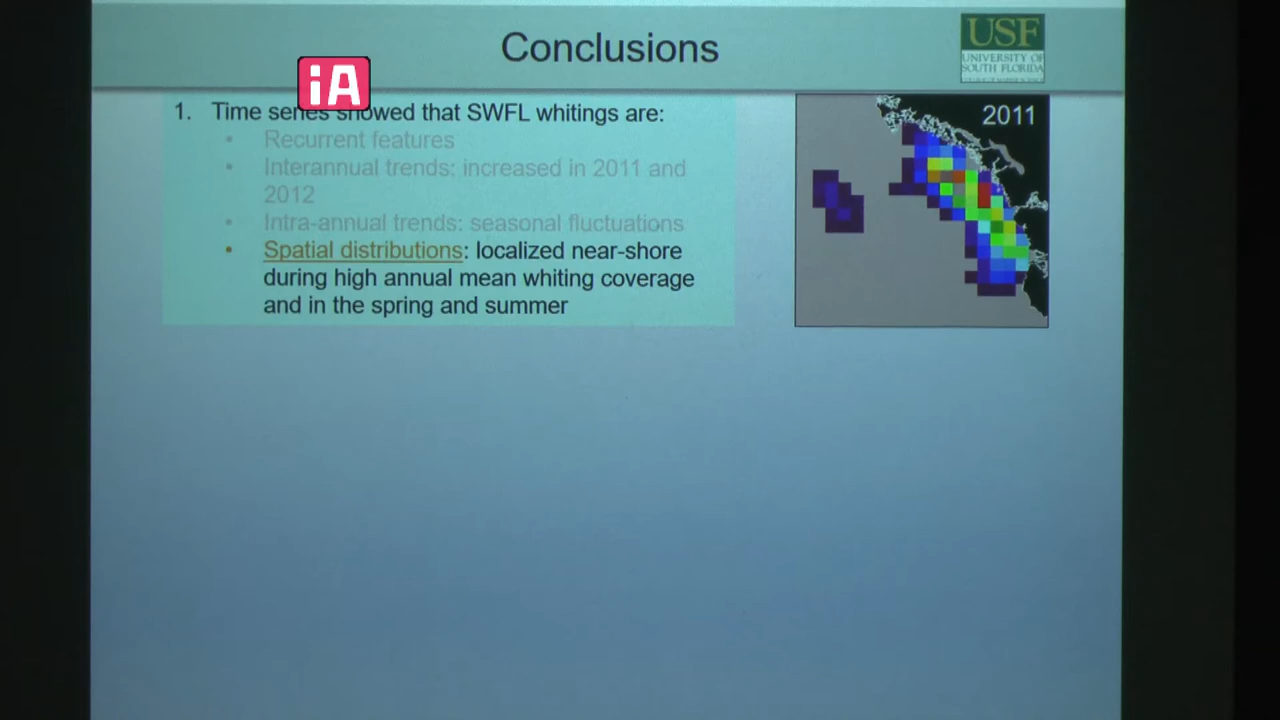 Conclusions
USF
UNIVERSITY OF
SOUTH FLORIDA
iA
1. Time series showed that SWFL whitings are:
• Recurrent features
• Interannual trends: increased in 2011 and
2012
• Intra-annual trends: seasonal fluctuations
• Spatial distributions: localized near-shore
during high annual mean whiting coverage
and in the spring and summer
2011